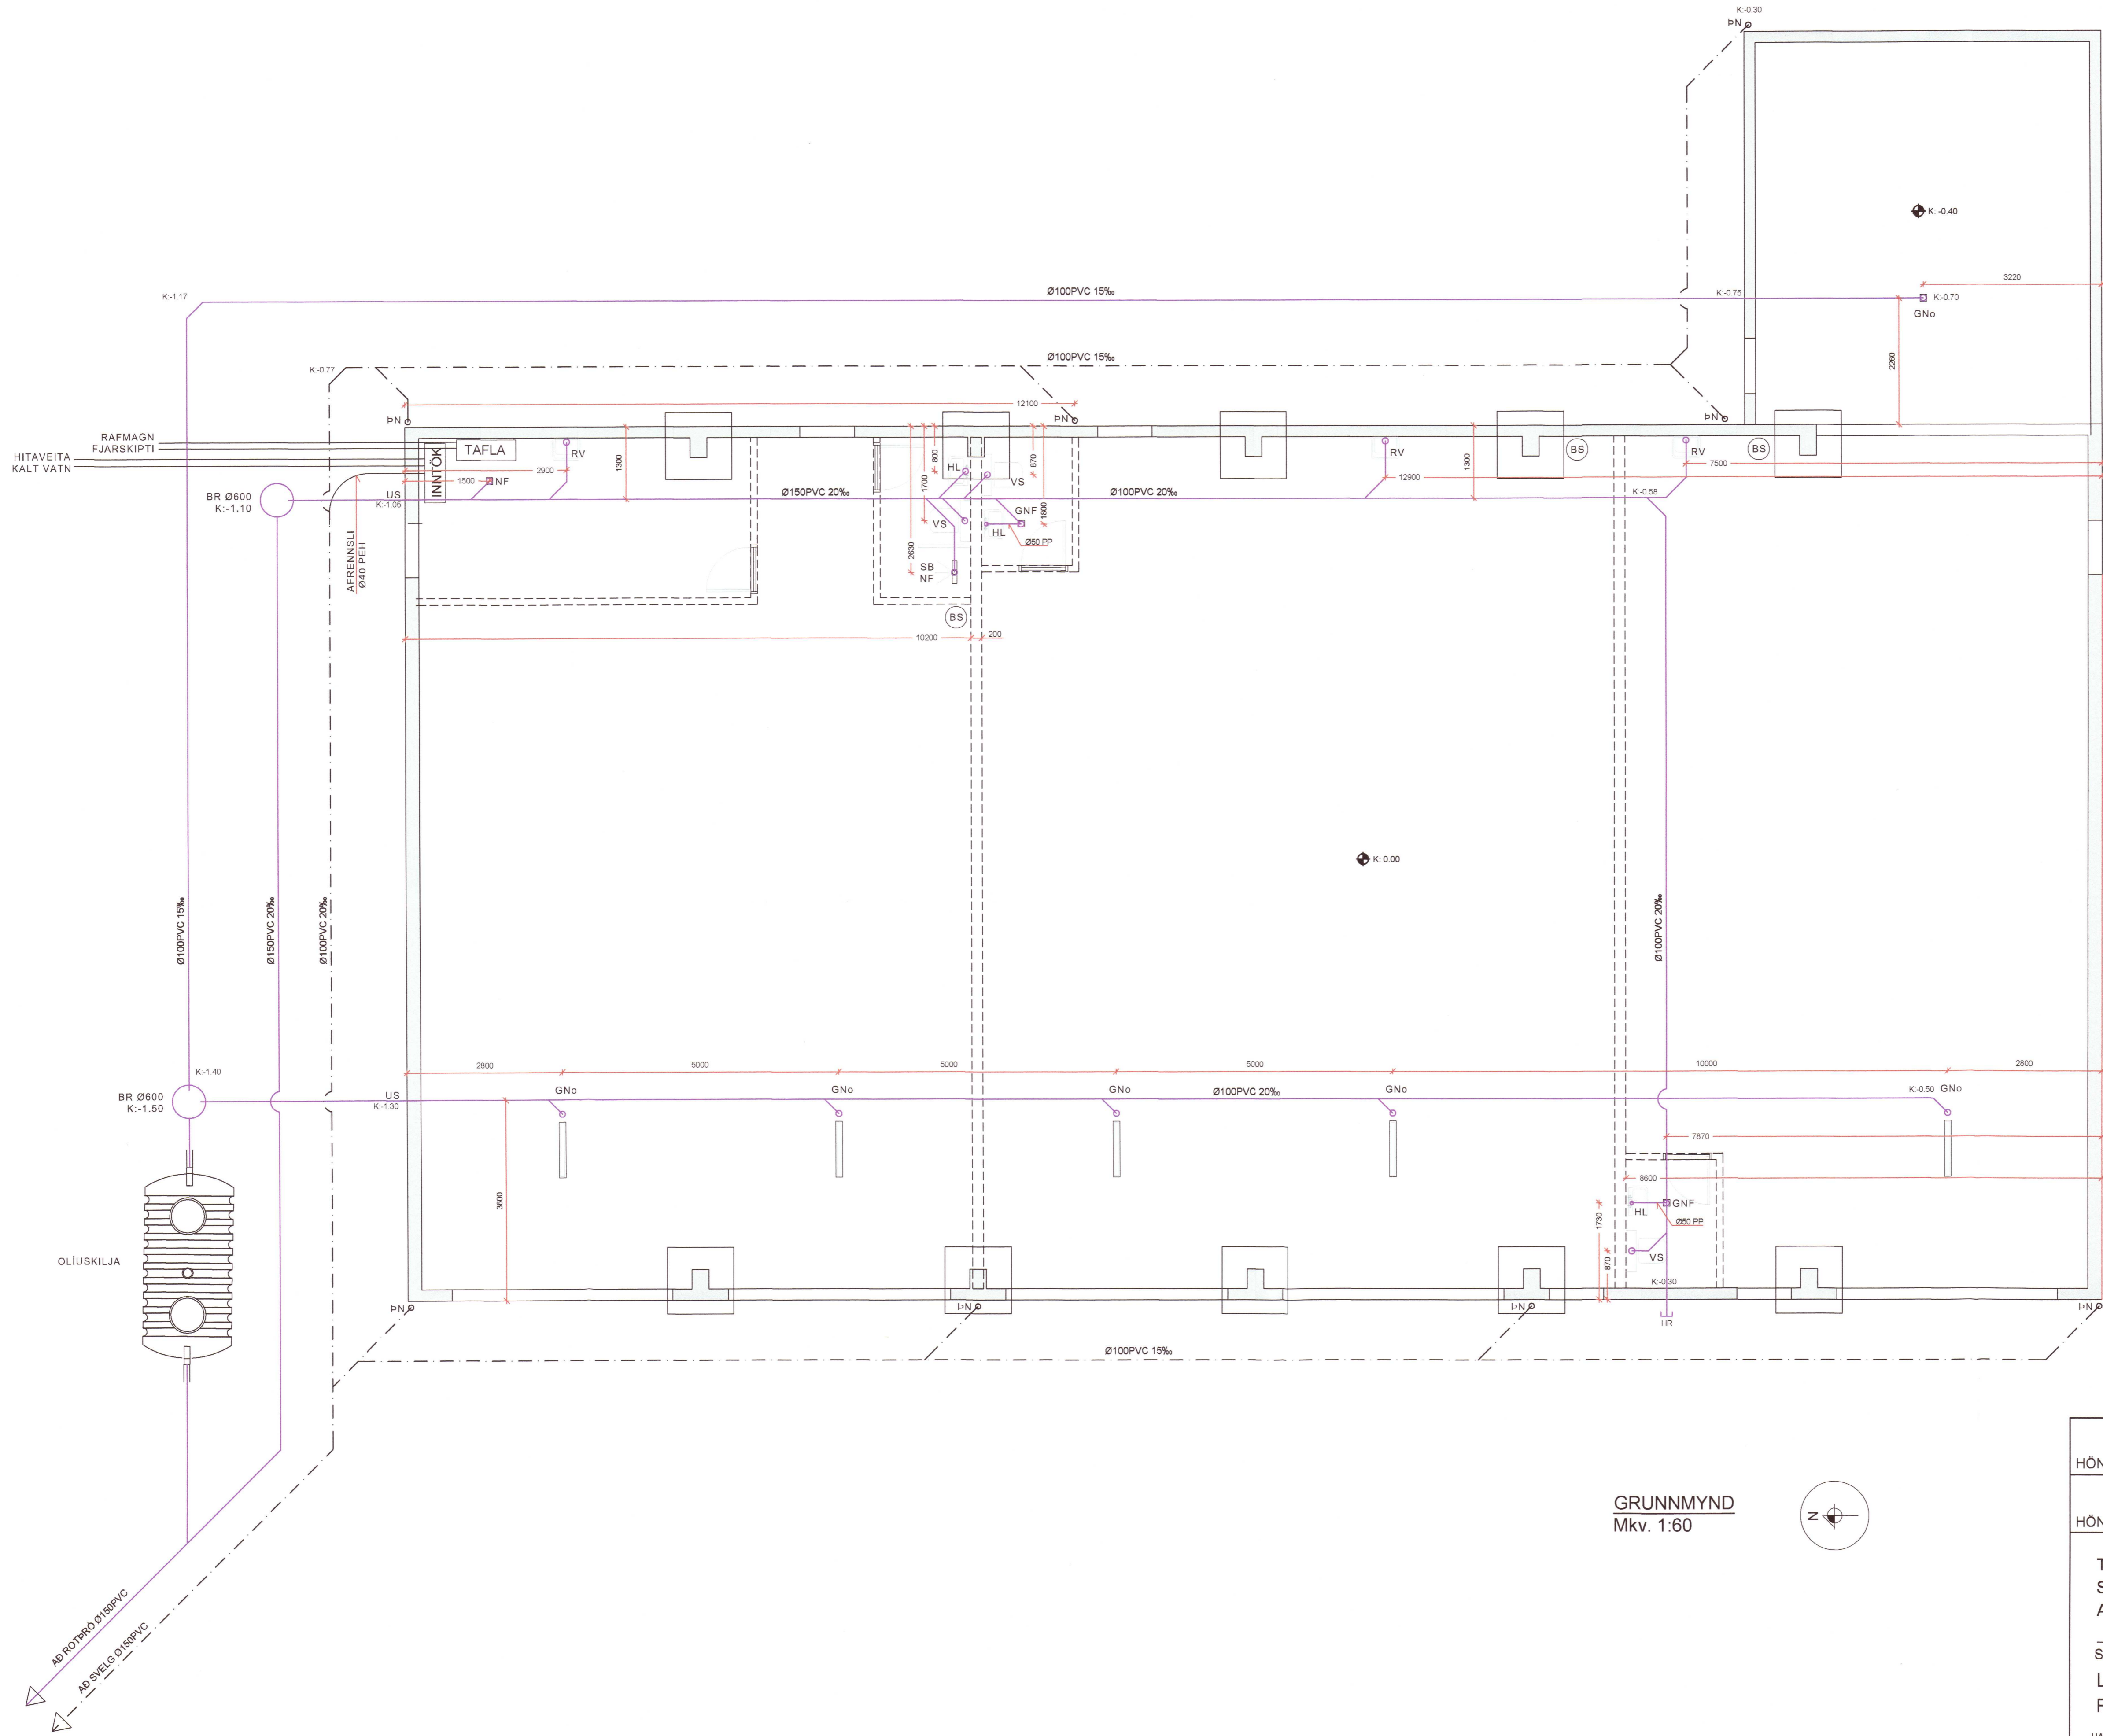 K:-0.30
ÞN
K: -0.40
3220
K:-1.17
Ø100PVC 15‰
K:-0.75
K:-0.70
GNo
2260
Ø100PVC 15‰
K:-0.77
12100
ÞN
ÞN
ÞN
RAFMAGN
FJARSKIPTI
HITAVEITA
KALT VATN
INNTÖK
TAFLA
RV
2900
1500
NF
1300
BR Ø600
K:-1.10
US
K:-1.05
Ø150PVC 20‰
HL
800
1700
2630
VS
870
1800
VS
GNF
HL
Ø50 PP
SB
NF
BS
Ø100PVC 20‰
RV
12900
1300
BS
RV
BS
7500
K:-0.58
AFRENNSLI
Ø40 PEH
10200
200
K: 0.00
Ø100PVC 15‰
Ø150PVC 20‰
Ø100PVC 20‰
Ø100PVC 20‰
K:-1.40
BR Ø600
K:-1.50
US
K:-1.30
2800
5000
5000
5000
10000
2800
GNo
GNo
GNo
GNo
Ø100PVC 20‰
K:-0.50
GNo
7870
8600
3600
1730
870
GNF
HL
Ø50 PP
VS
K:-0.30
HR
OLÍUSKILJA
ÞN
ÞN
ÞN
ÞN
Ø100PVC 15‰
GRUNNMYND
Mkv. 1:60
N
AÐ ROTÞRÓ Ø150PVC
AÐ SVELG Ø150PVC
HÖN
HÖN